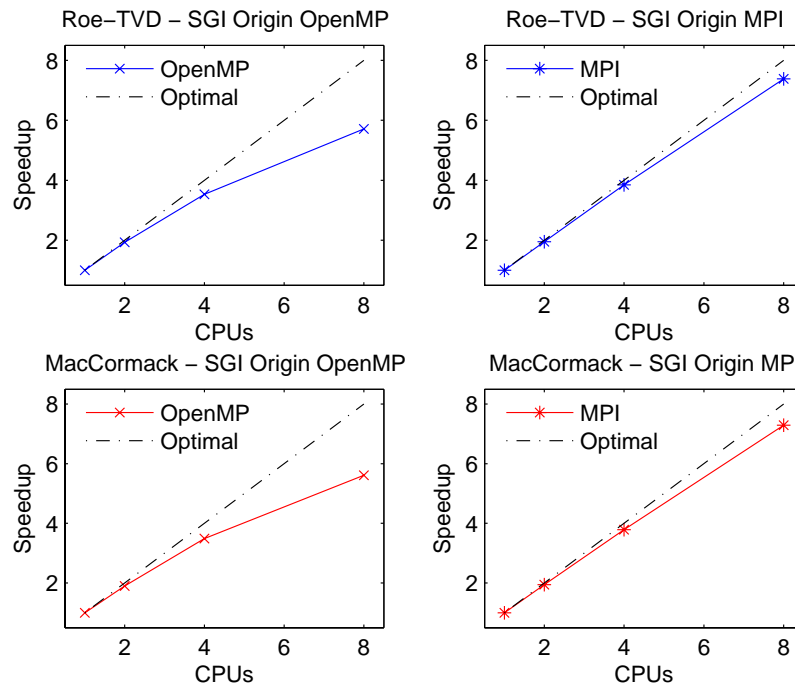 Roe−TVD − SGI Origin OpenMP
Speedup
8
6
4
2
OpenMP
Optimal
2 4 6 8
CPUs
Roe−TVD − SGI Origin MPI
Speedup
8
6
4
2
MPI
Optimal
2 4 6 8
CPUs
MacCormack − SGI Origin OpenMP
Speedup
8
6
4
2
OpenMP
Optimal
2 4 6 8
CPUs
MacCormack − SGI Origin MP
Speedup
8
6
4
2
MPI
Optimal
2 4 6 8
CPUs